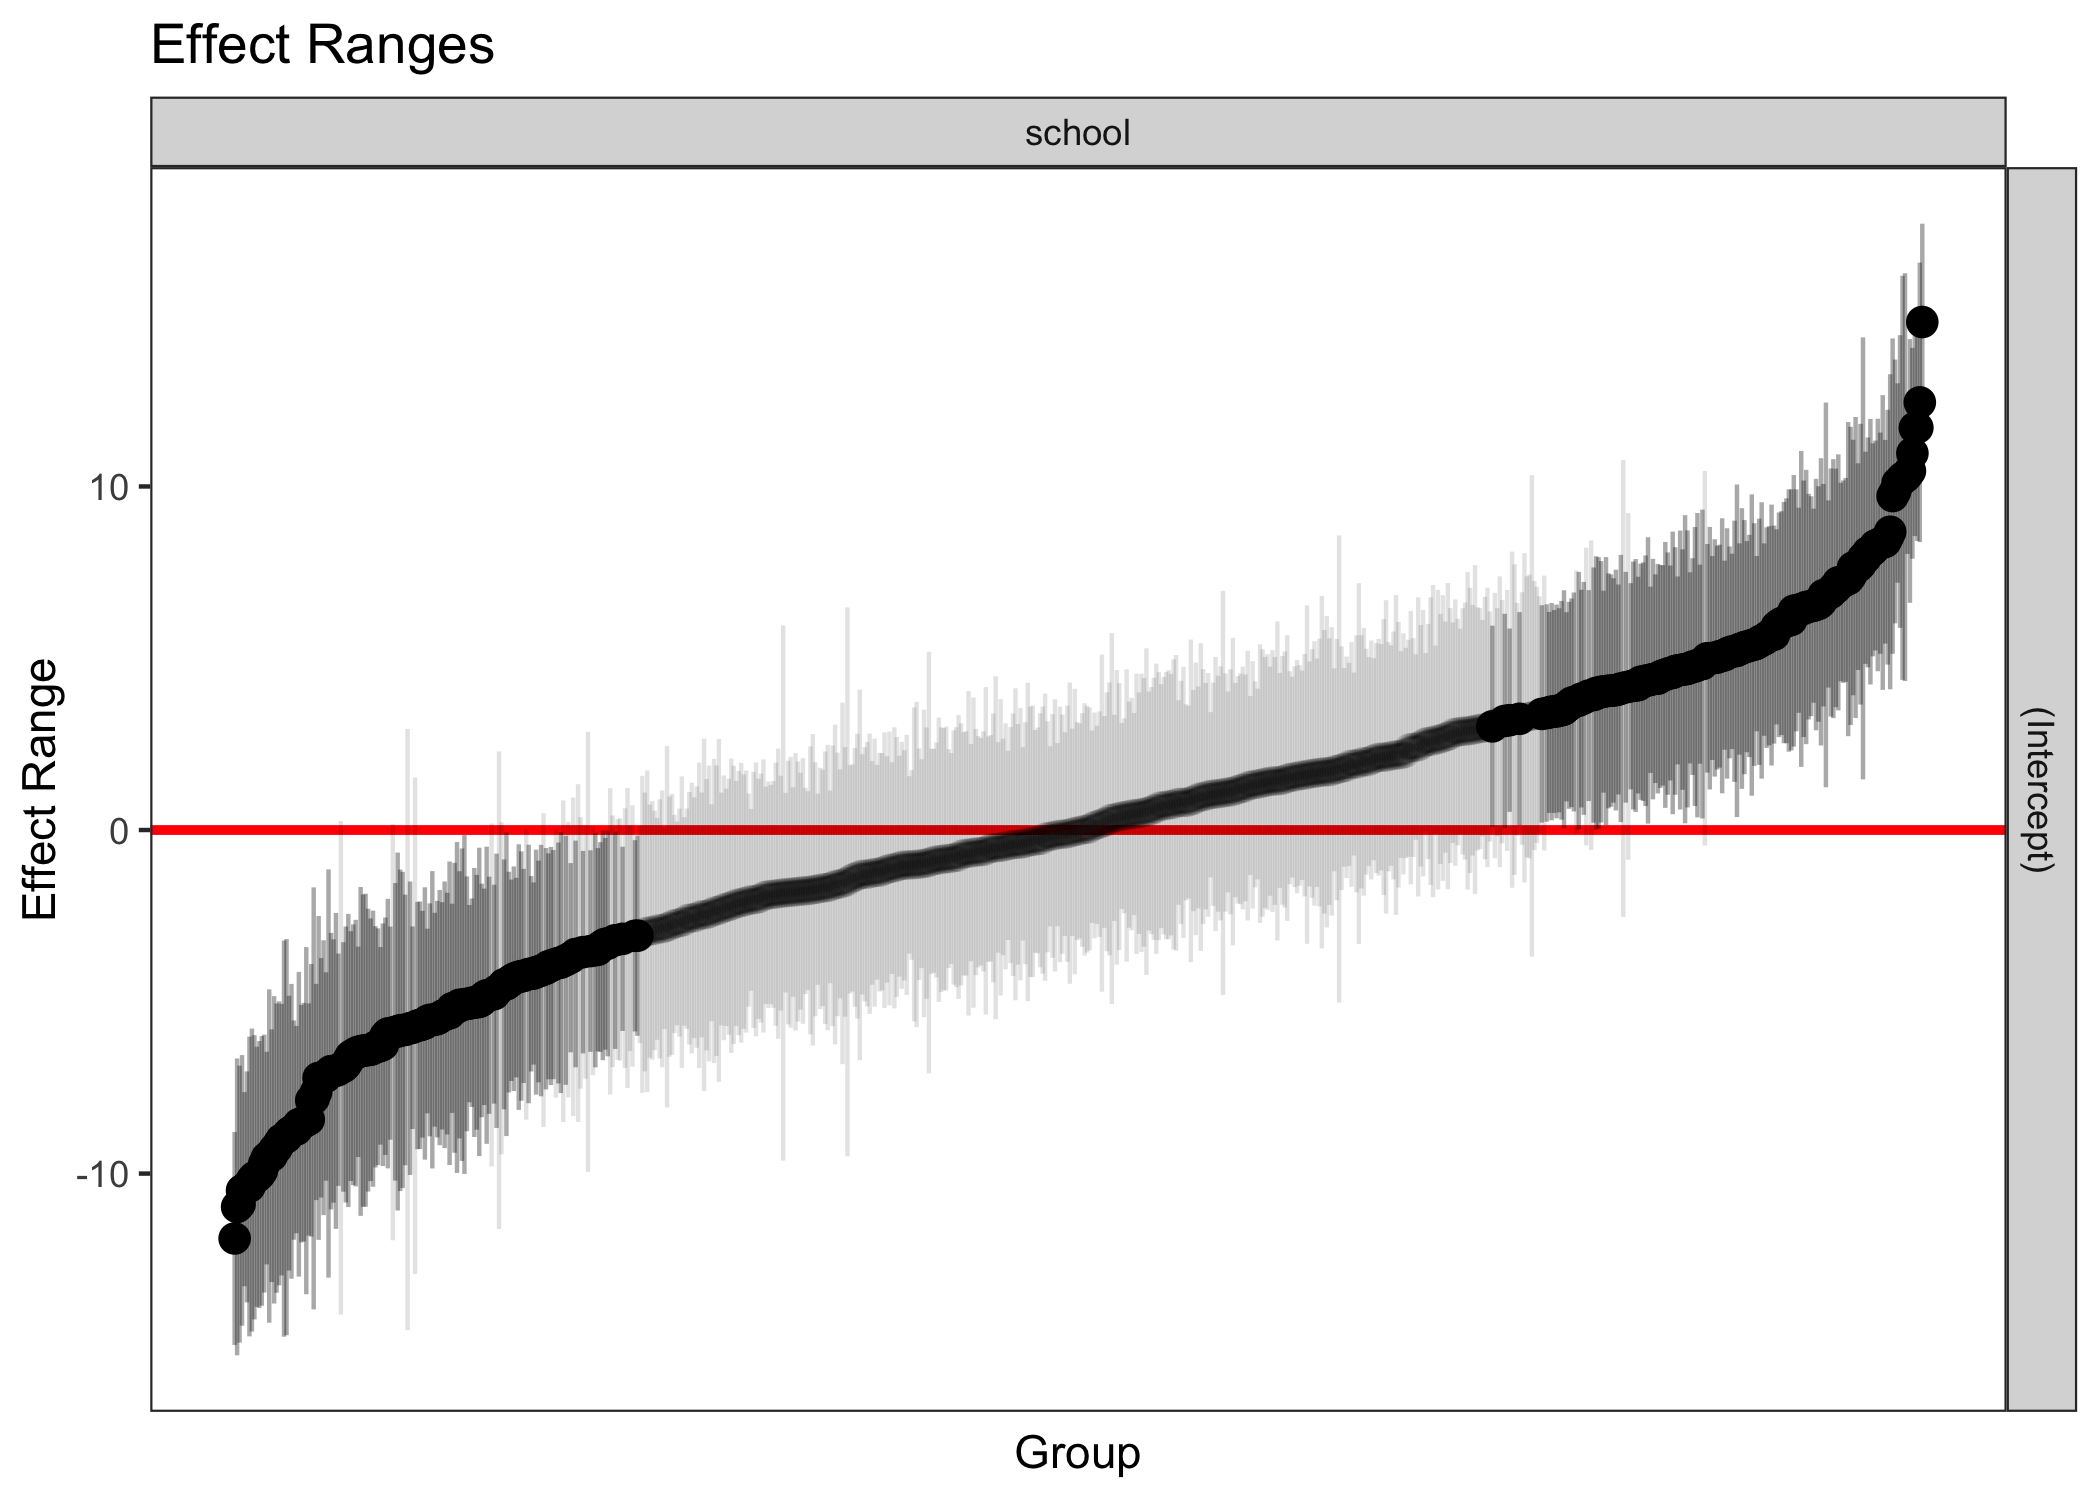 Effect Ranges
school
10
0
-10
Effect Range
(Intercept)
Group